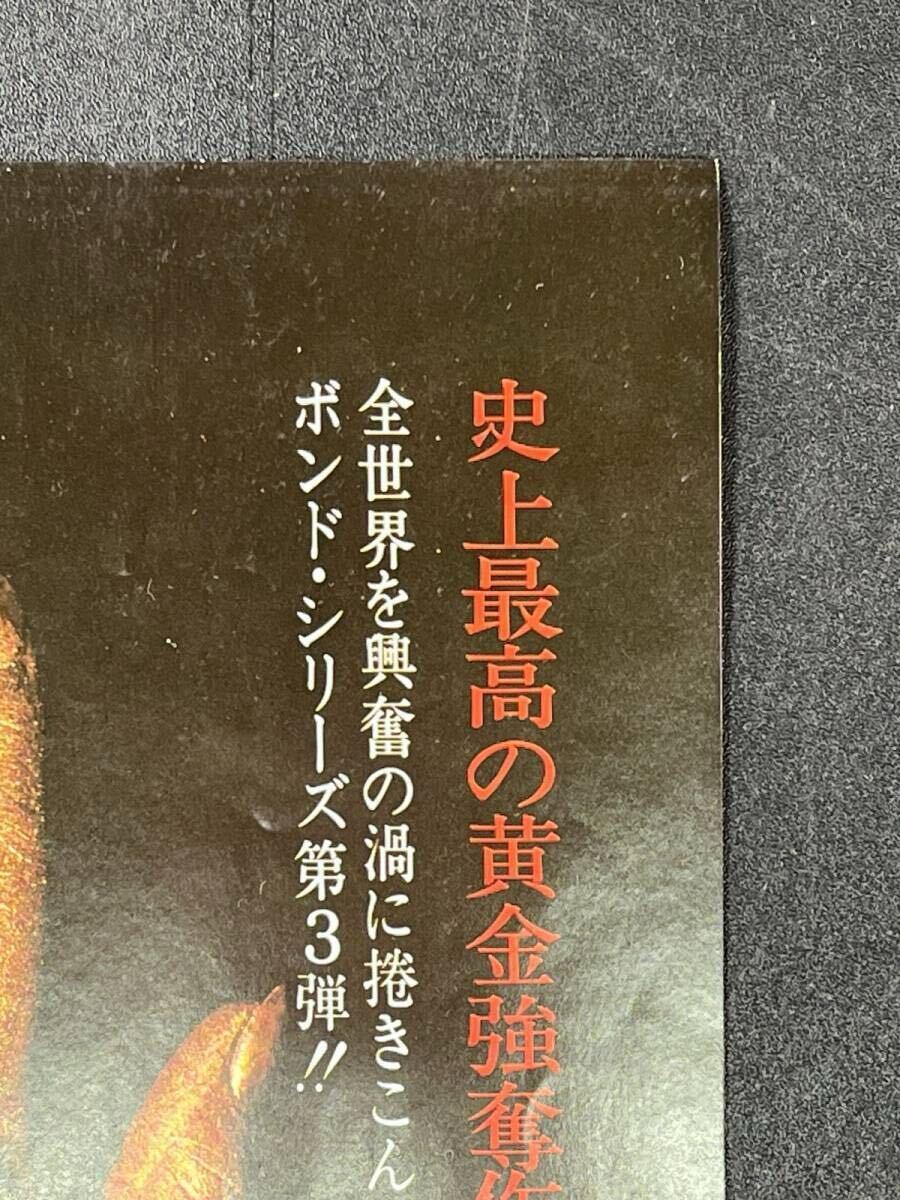 史上最高の黄金強奪作
全世界を興奮の渦に捲きこん
ボンド・シリーズ第3弾!!